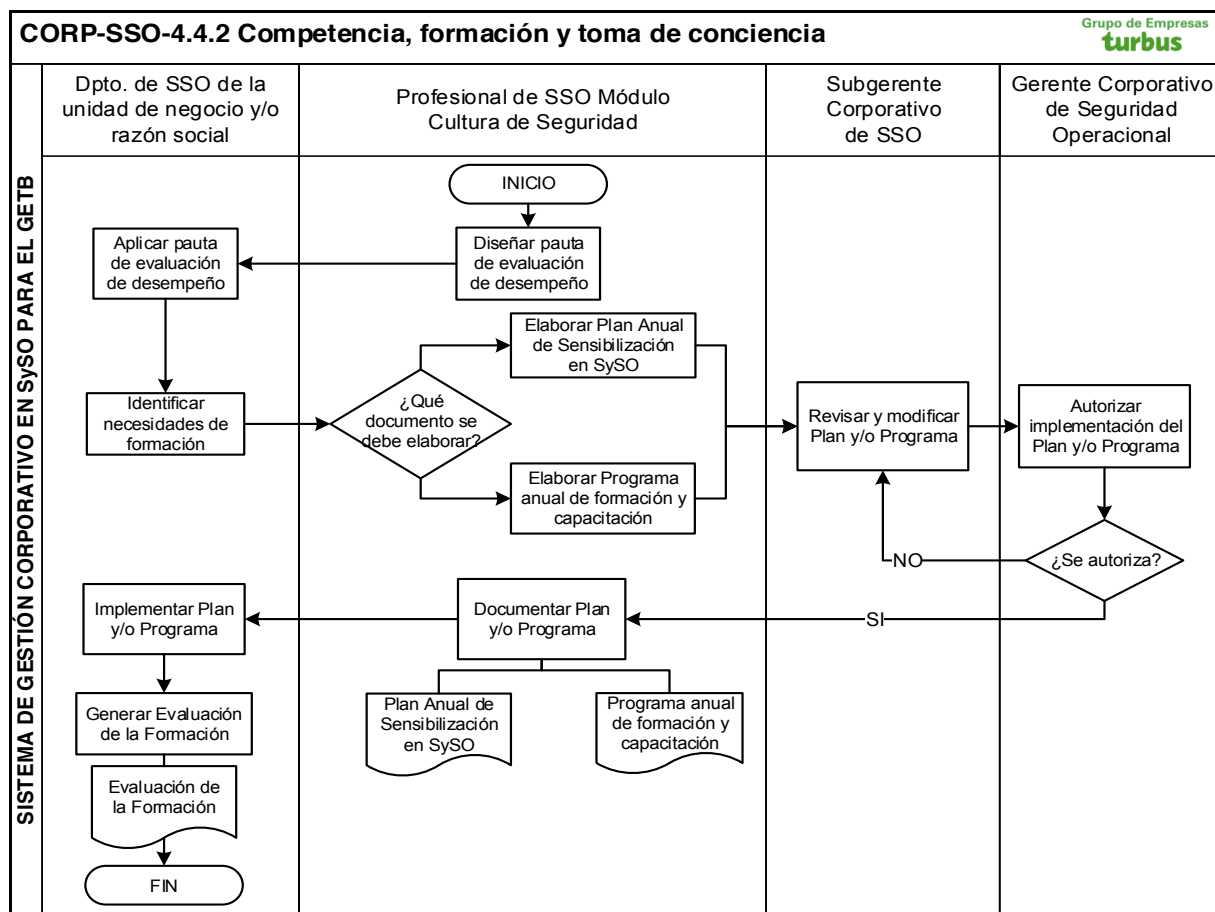 CORP-SSO-4.4.2 Competencia, formación y toma de conciencia
Grupo de Empresas
turbus
SISTEMA DE GESTIÓN CORPORATIVO EN SySO PARA EL GETB
Dpto. de SSO de la
unidad de negocio y/o
razón social
Profesional de SSO Módulo
Cultura de Seguridad
Subgerente
Corporativo
de SSO
Gerente Corporativo
de Seguridad
Operacional
INICIO
Diseñar pauta
de evaluación
de desempeño
Aplicar pauta
de evaluación
de desempeño
Identificar
necesidades de
formación
¿Qué
documento se
debe elaborar?
Elaborar Plan Anual
de Sensibilización
en SySO
Elaborar Programa
anual de formación y
capacitación
Revisar y modificar
Plan y/o Programa
Autorizar
implementación del
Plan y/o Programa
¿Se autoriza?
NO
SI
Documentar Plan
y/o Programa
Plan Anual de
Sensibilización
en SySO
Programa anual
de formación y
capacitación
Implementar Plan
y/o Programa
Generar Evaluación
de la Formación
Evaluación de
la Formación
FIN